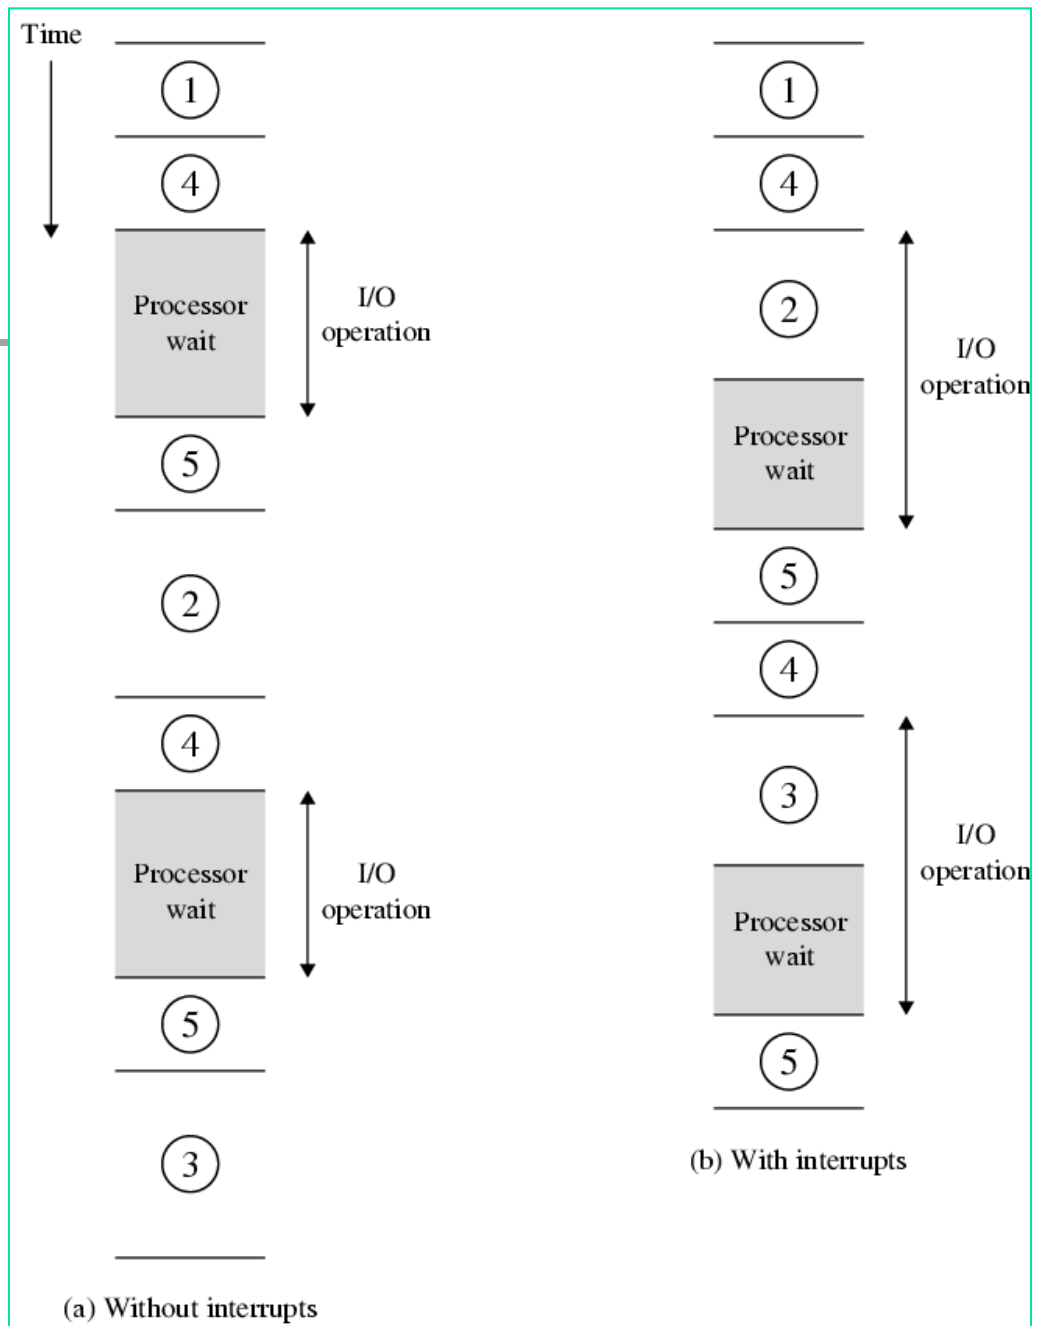 Time
1
4
Processor
wait
I/O
operation
5
2
4
Processor
wait
I/O
operation
5
3
(a) Without interrupts
1
4
2
I/O
operation
Processor
wait
5
4
3
I/O
operation
Processor
wait
5
(b) With interrupts